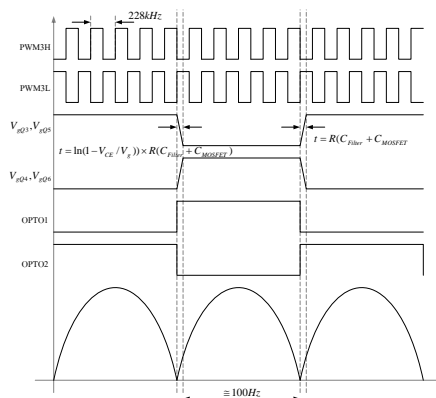 228kHz
PWM3H
PWM3L
V_gQ3, V_gQ5
t = ln(1−V_CE / V_g)) × R(C_Filter + C_MOSFET)
t = R(C_Filter + C_MOSFET)
V_gQ4, V_gQ6
OPTO1
OPTO2
≅100Hz